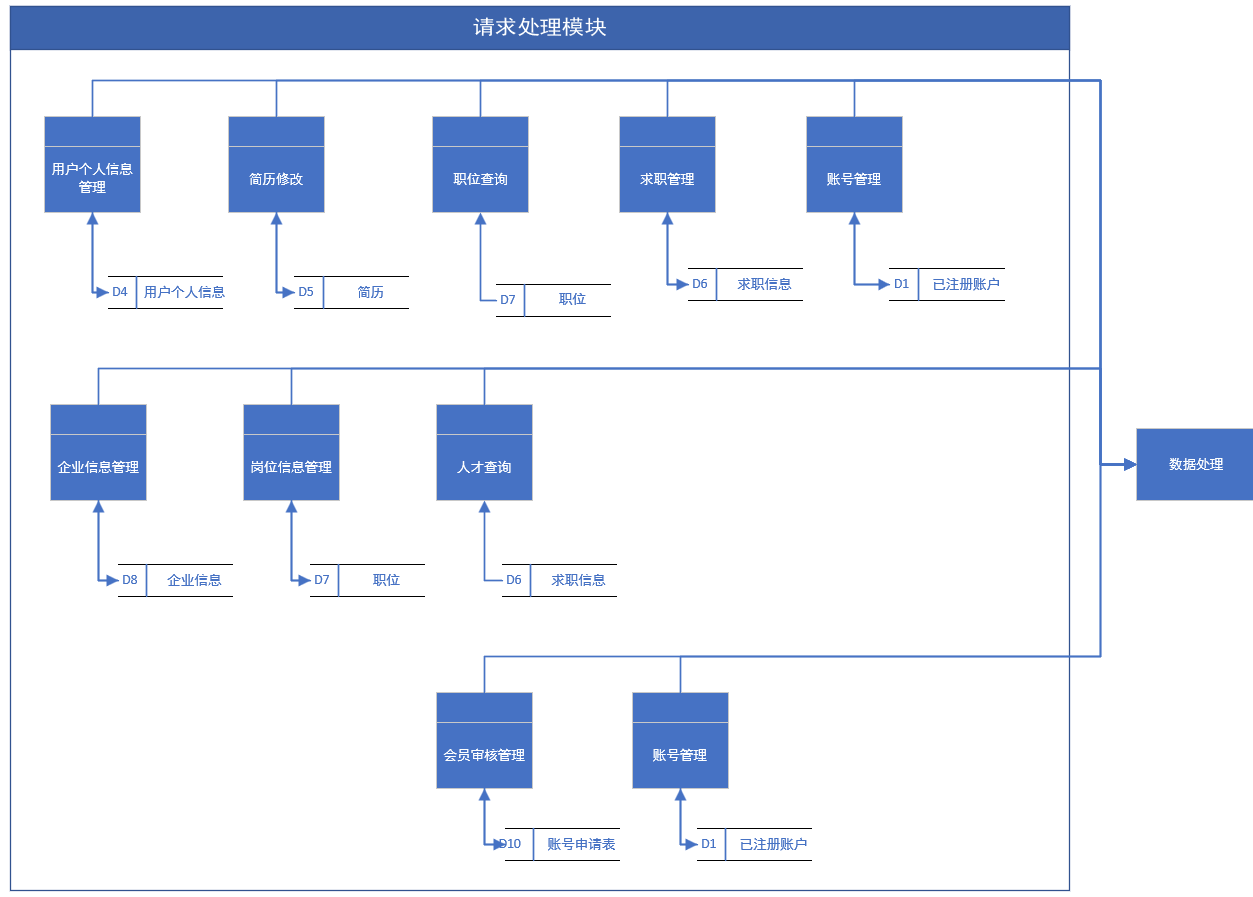 请求处理模块
用户个人信息
管理
简历修改
职位查询
求职管理
账号管理
D4 用户个人信息
D5 简历
D7 职位
D6 求职信息
D1 已注册账户
企业信息管理
岗位信息管理
人才查询
数据处理
D8 企业信息
D7 职位
D6 求职信息
会员审核管理
账号管理
D10 账号申请表
D1 已注册账户